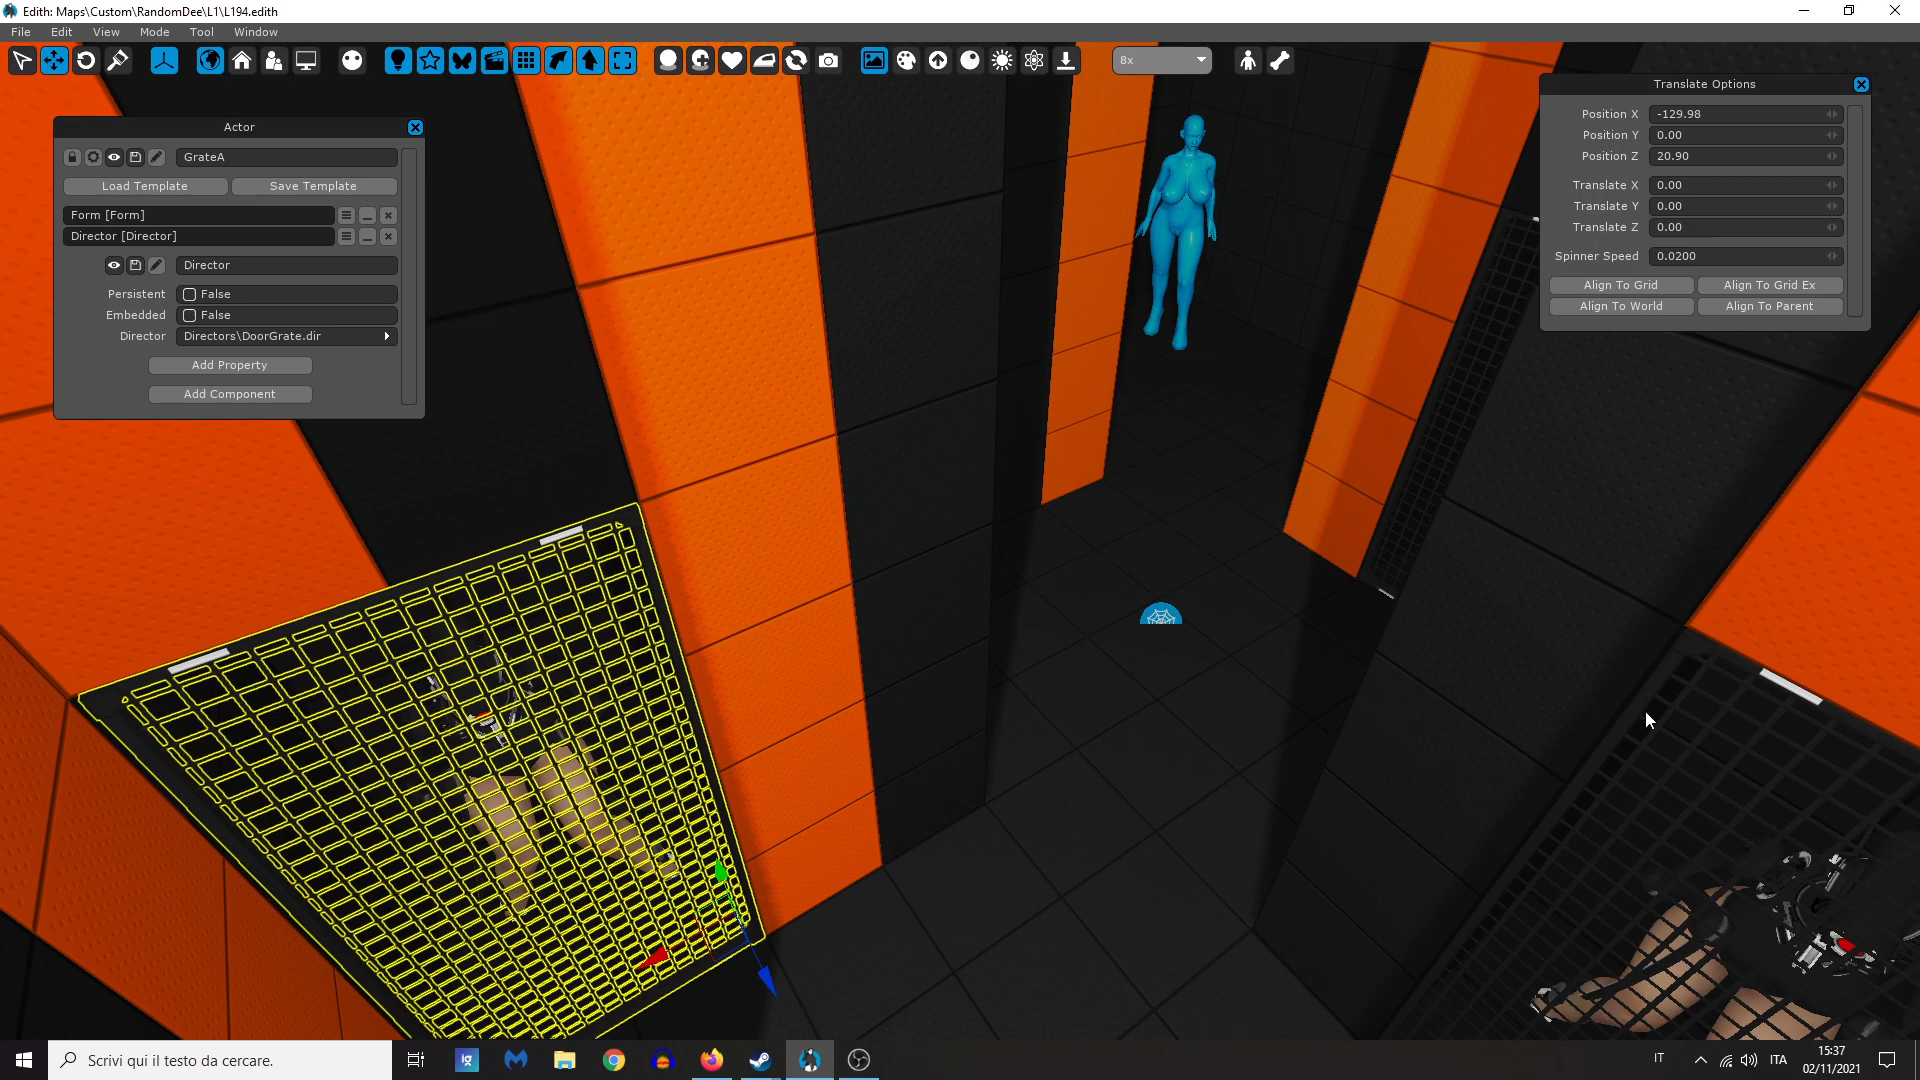 Edith: Maps\Custom\RandomDee\L1\L194.edith
File Edit View Mode Tool Window
8x
Actor
GrateA
Load Template Save Template
Form [Form]
Director [Director]
Director
Persistent False
Embedded False
Director Directors\DoorGrate.dir
Add Property
Add Component
Translate Options
Position X -129.98
Position Y 0.00
Position Z 20.90
Translate X 0.00
Translate Y 0.00
Translate Z 0.00
Spinner Speed 0.0200
Align To Grid Align To Grid Ex
Align To World Align To Parent
Scrivi qui il testo da cercare.
ig
IT
ITA
15:37
02/11/2021